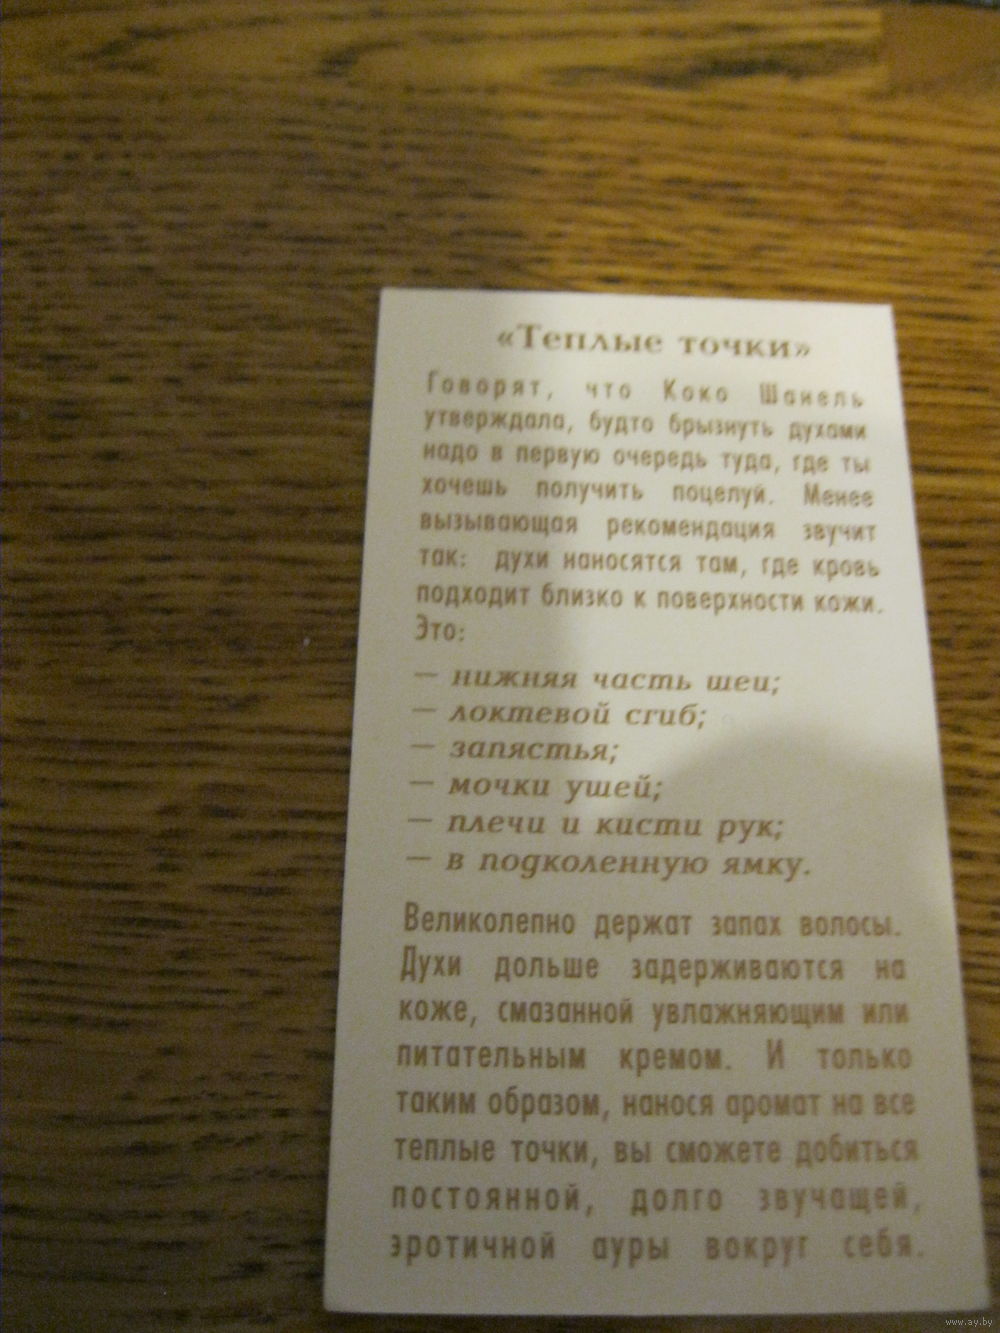 «Теплые точки»
Говорят, что Коко Шанель
утверждала, будто брызнуть духами
надо в первую очередь туда, где ты
хочешь получить поцелуй. Менее
вызывающая рекомендация звучит
так: духи наносятся там, где кровь
подходит близко к поверхности кожи.
Это:
— нижняя часть шеи;
— локтевой сгиб;
— запястья;
— мочки ушей;
— плечи и кисти рук;
— в подколенную ямку.
Великолепно держат запах волосы.
Духи дольше задерживаются на
коже, смазанной увлажняющим или
питательным кремом. И только
таким образом, нанося аромат на все
теплые точки, вы сможете добиться
постоянной, долго звучащей,
эротичной ауры вокруг себя.
www.ay.by